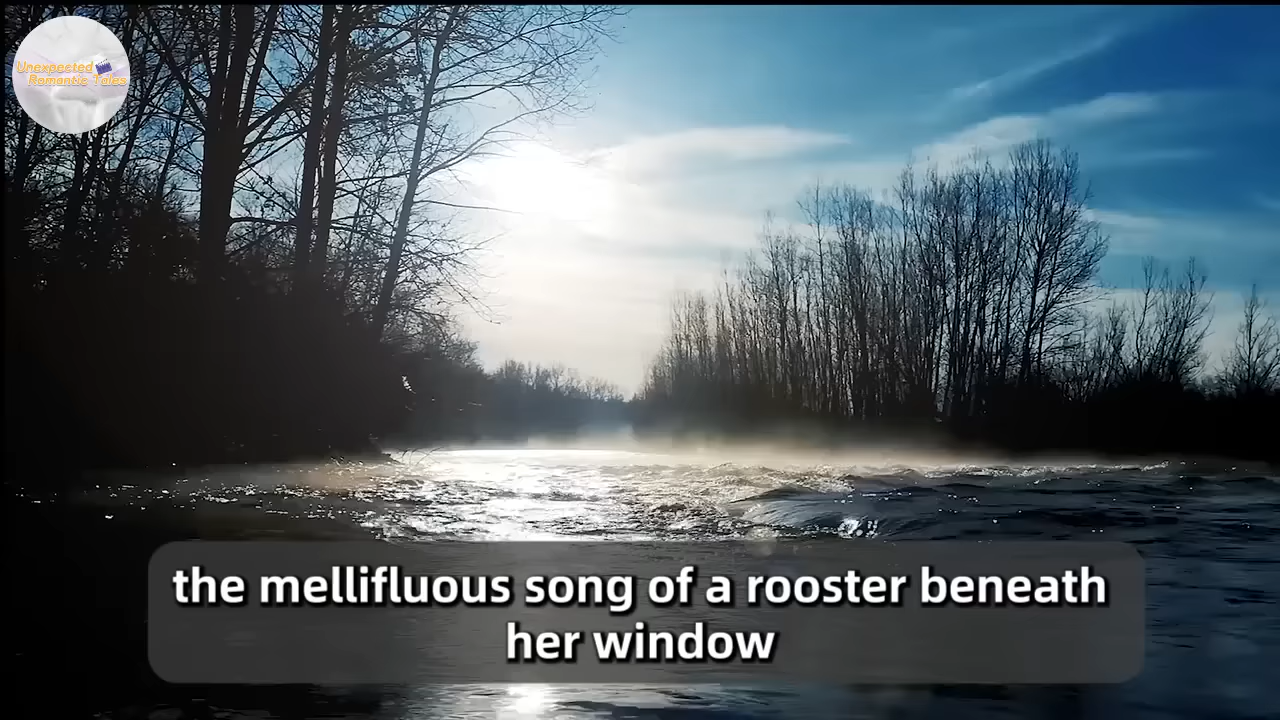 Unexpected
Romantic Tales
the mellifluous song of a rooster beneath
her window